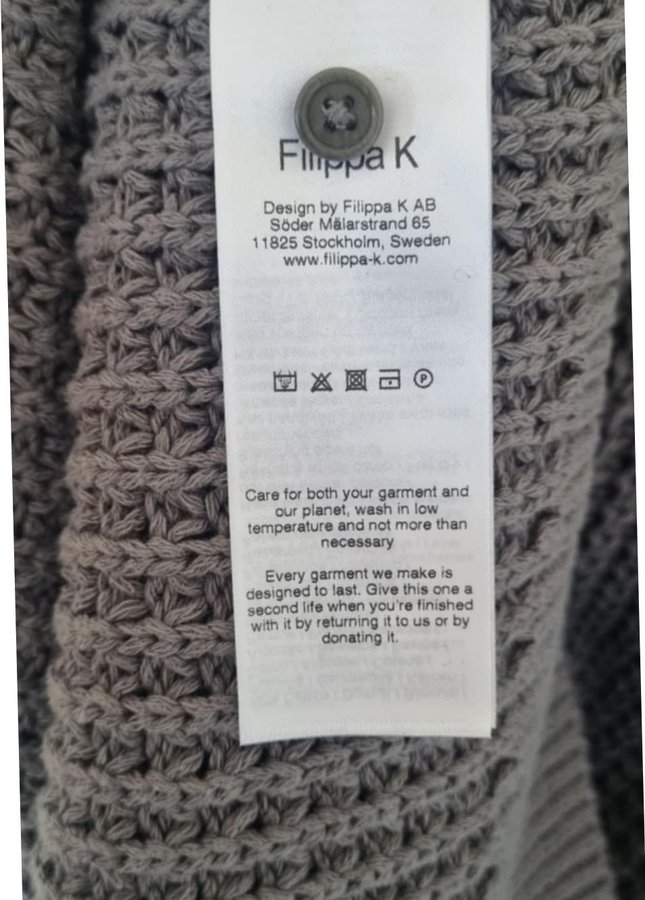 Filippa K
Design by Filippa K AB
Söder Mälarstrand 65
11825 Stockholm, Sweden
www.filippa-k.com
P
Care for both your garment and
our planet, wash in low
temperature and not more than
necessary
Every garment we make is
designed to last. Give this one a
second life when you're finished
with it by returning it to us or by
donating it.